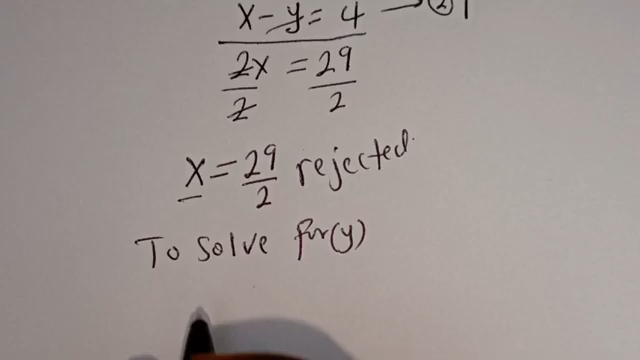 x - y = 4 → ②
2x/2 = 29/2
x = 29/2 rejected.
To solve for(y)